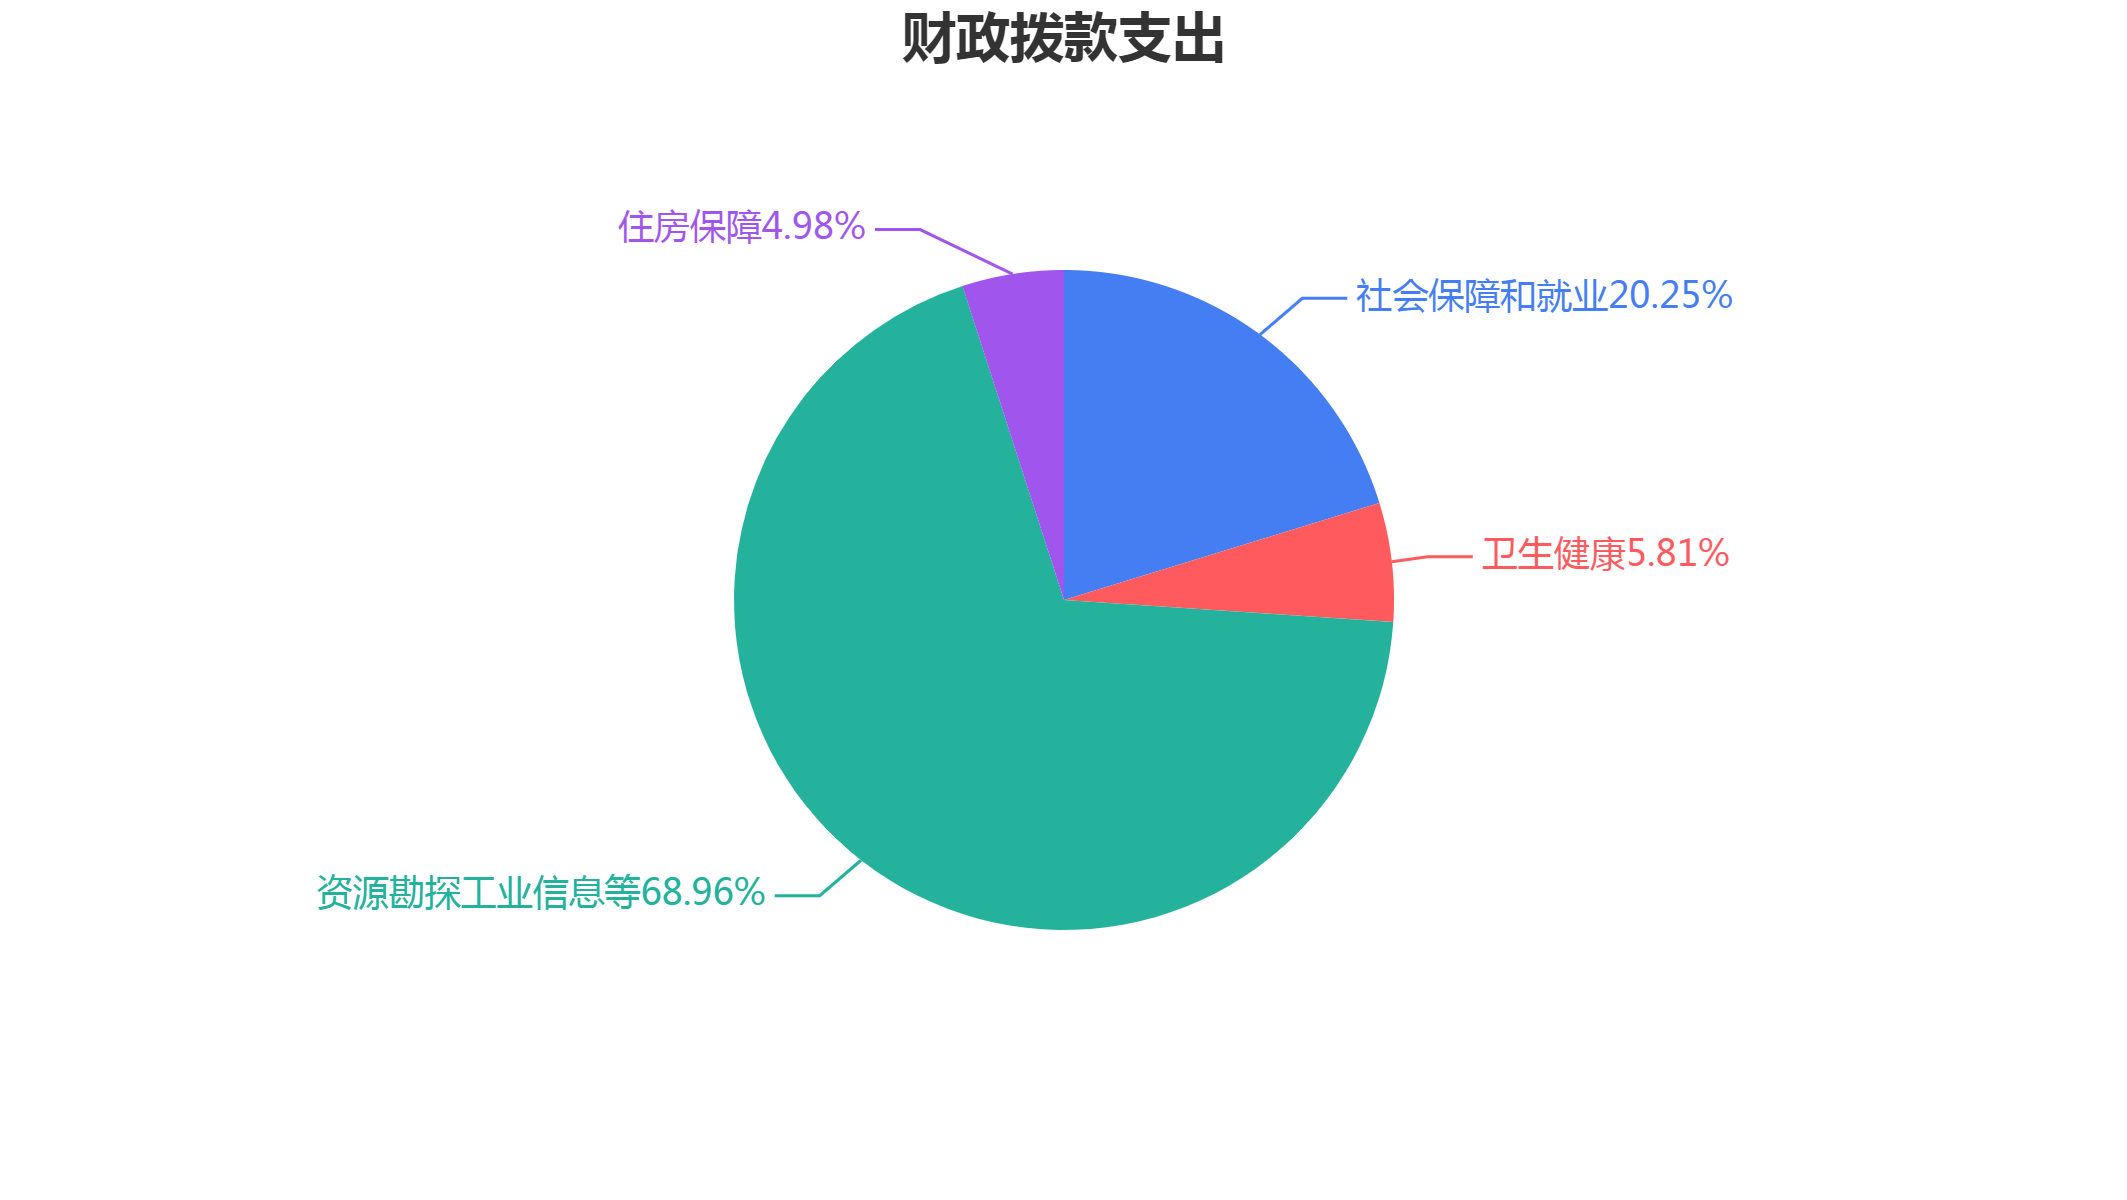 财政拨款支出
住房保障4.98%
社会保障和就业20.25%
卫生健康5.81%
资源勘探工业信息等68.96%